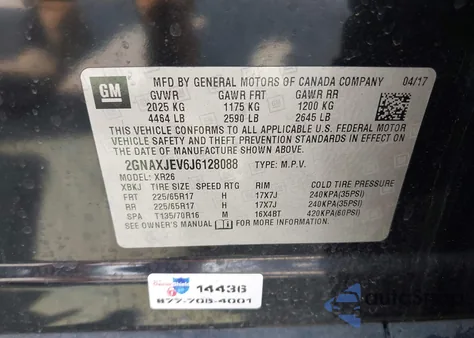 MFD BY GENERAL MOTORS OF CANADA COMPANY 04/17
GM
GVWR GAWR FRT GAWR RR
2025 KG 1175 KG 1200 KG
4464 LB 2590 LB 2645 LB
THIS VEHICLE CONFORMS TO ALL APPLICABLE U.S. FEDERAL MOTOR
VEHICLE SAFETY AND THEFT PREVENTION STANDARDS IN EFFECT ON
THE DATE OF MANUFACTURE SHOWN ABOVE.
2GNAXJEV6J6128088 TYPE: M.P.V.
MODEL: XR26
XBKJ TIRE SIZE SPEED RTG RIM COLD TIRE PRESSURE
FRT 225/65R17 H 17X7J 240KPA(35PSI)
RR 225/65R17 H 17X7J 240KPA(35PSI)
SPA T135/70R16 M 16X4BT 420KPA(60PSI)
SEE OWNER'S MANUAL FOR MORE INFORMATION.
14436
877-708-4001